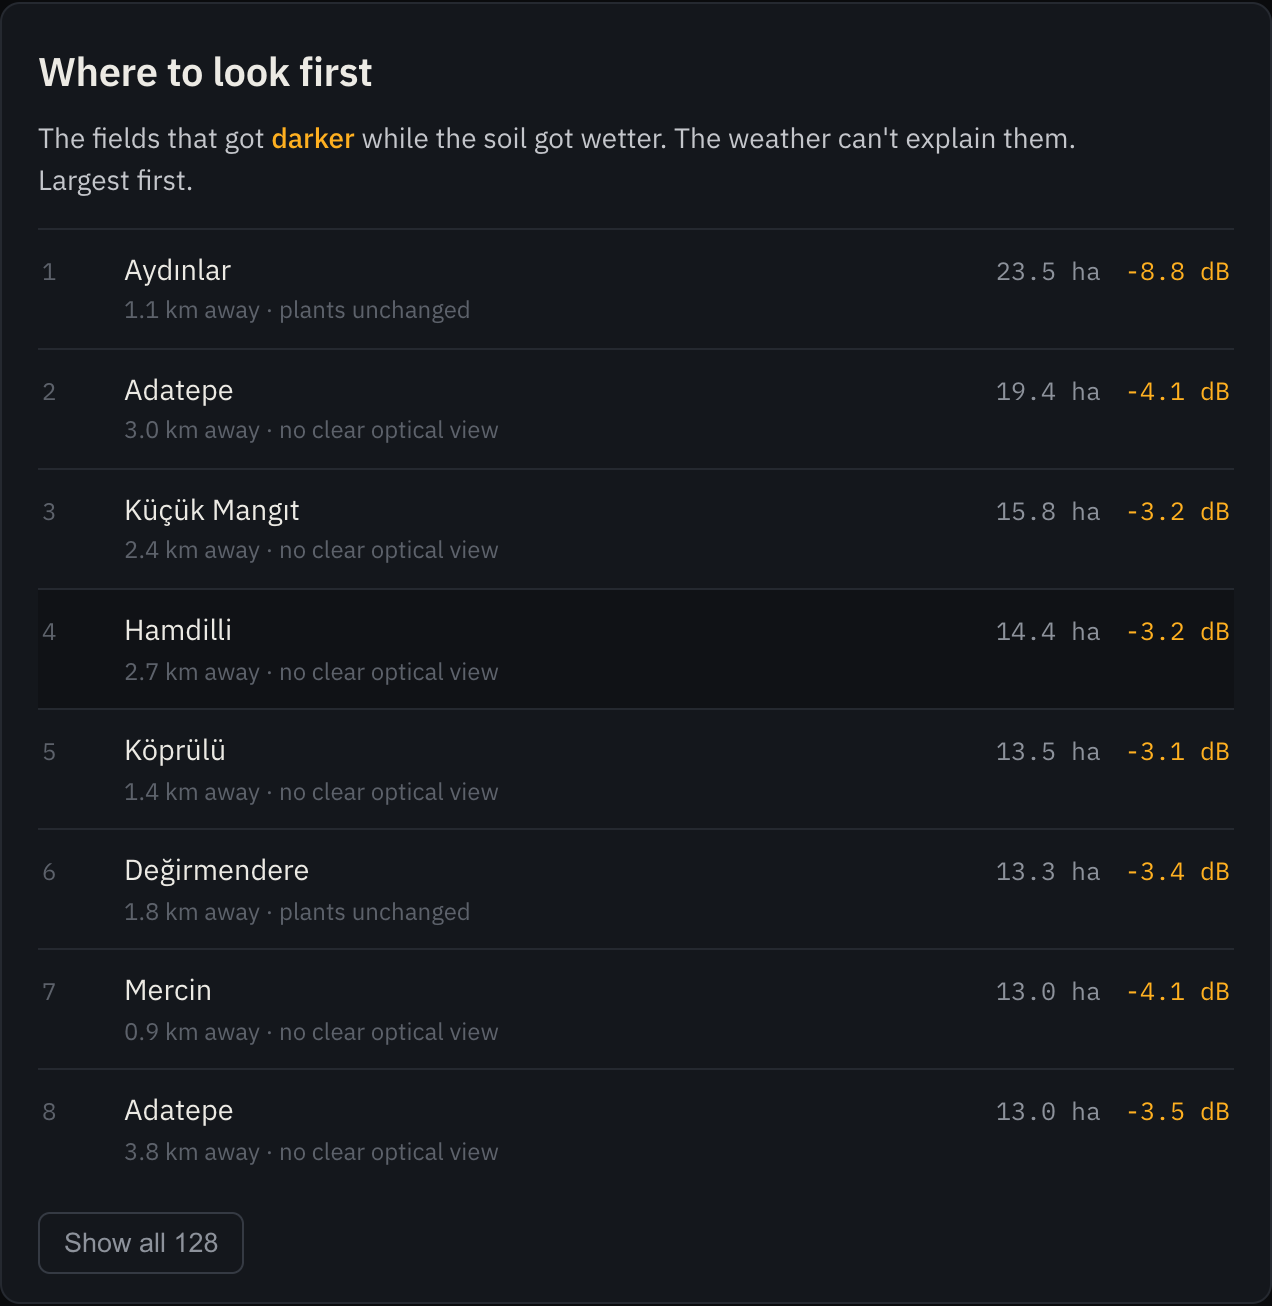 Where to look first
The fields that got darker while the soil got wetter. The weather can't explain them.
Largest first.
1 Aydınlar 23.5 ha -8.8 dB
1.1 km away · plants unchanged
2 Adatepe 19.4 ha -4.1 dB
3.0 km away · no clear optical view
3 Küçük Mangıt 15.8 ha -3.2 dB
2.4 km away · no clear optical view
4 Hamdilli 14.4 ha -3.2 dB
2.7 km away · no clear optical view
5 Köprülü 13.5 ha -3.1 dB
1.4 km away · no clear optical view
6 Değirmendere 13.3 ha -3.4 dB
1.8 km away · plants unchanged
7 Mercin 13.0 ha -4.1 dB
0.9 km away · no clear optical view
8 Adatepe 13.0 ha -3.5 dB
3.8 km away · no clear optical view
Show all 128